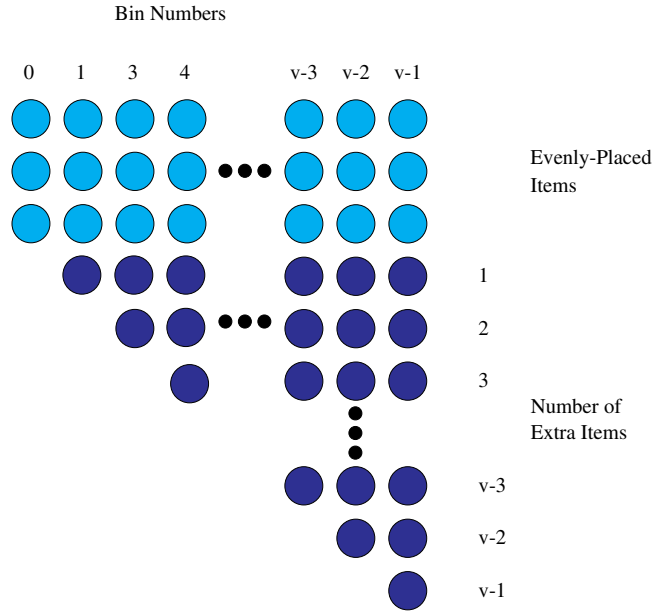 Bin Numbers
0 1 3 4 v-3 v-2 v-1
Evenly-Placed
Items
1
2
3
Number of
Extra Items
v-3
v-2
v-1